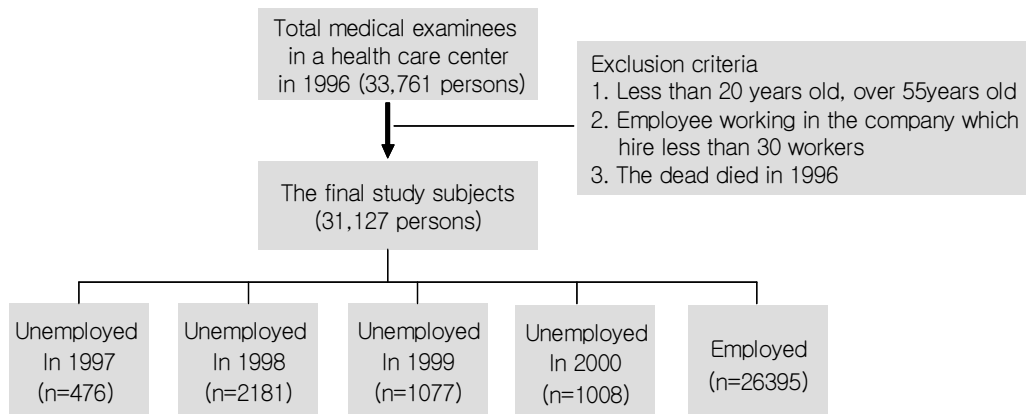 Total medical examinees
in a health care center
in 1996 (33,761 persons)
Exclusion criteria
1. Less than 20 years old, over 55years old
2. Employee working in the company which
hire less than 30 workers
3. The dead died in 1996
The final study subjects
(31,127 persons)
Unemployed
In 1997
(n=476)
Unemployed
In 1998
(n=2181)
Unemployed
In 1999
(n=1077)
Unemployed
In 2000
(n=1008)
Employed
(n=26395)